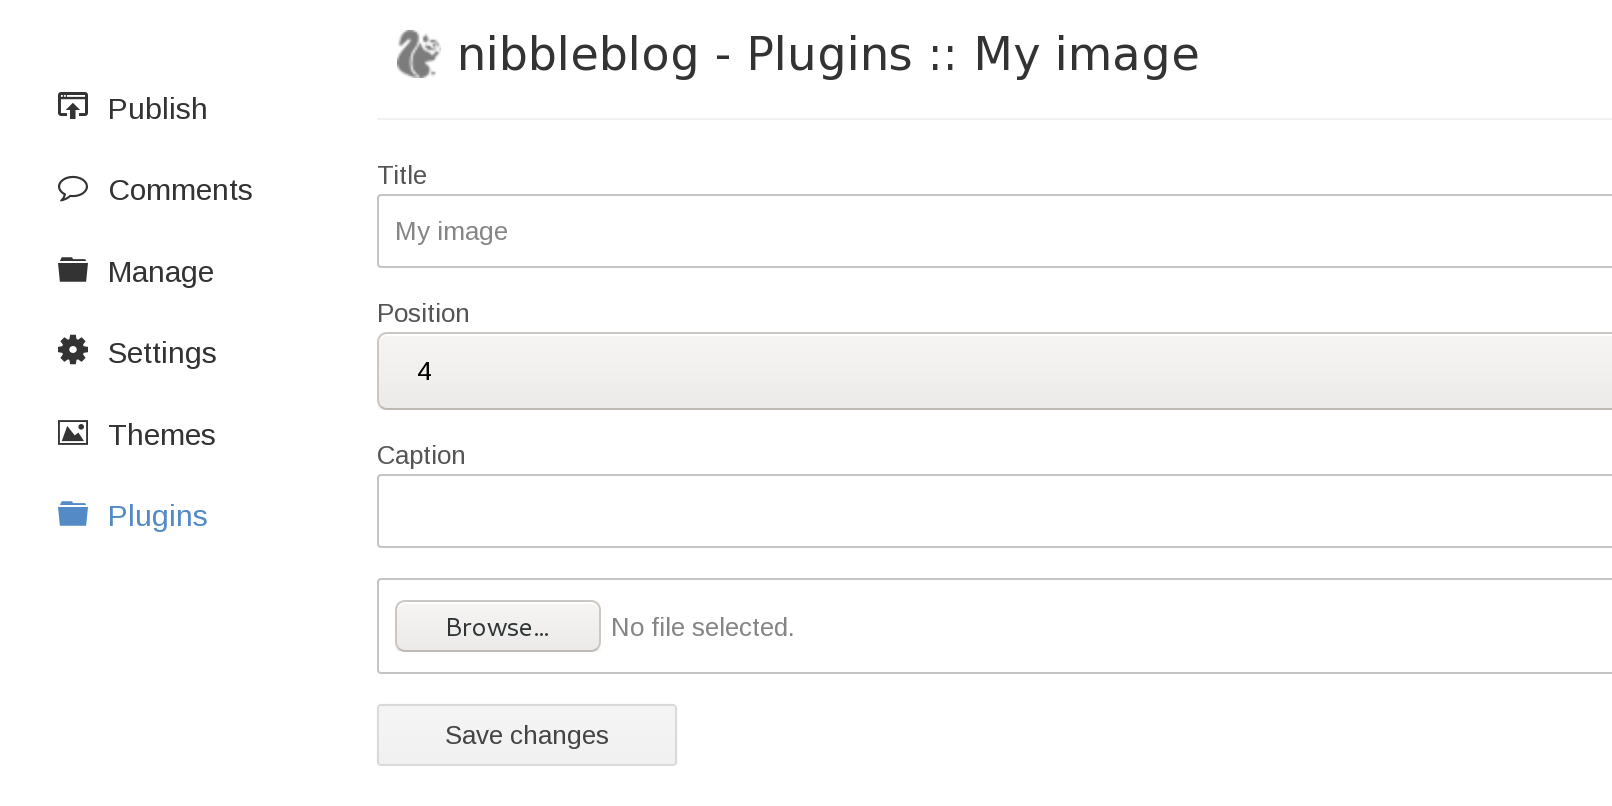 nibbleblog - Plugins :: My image
Publish
Comments
Manage
Settings
Themes
Plugins
Title
My image
Position
4
Caption
Browse... No file selected.
Save changes